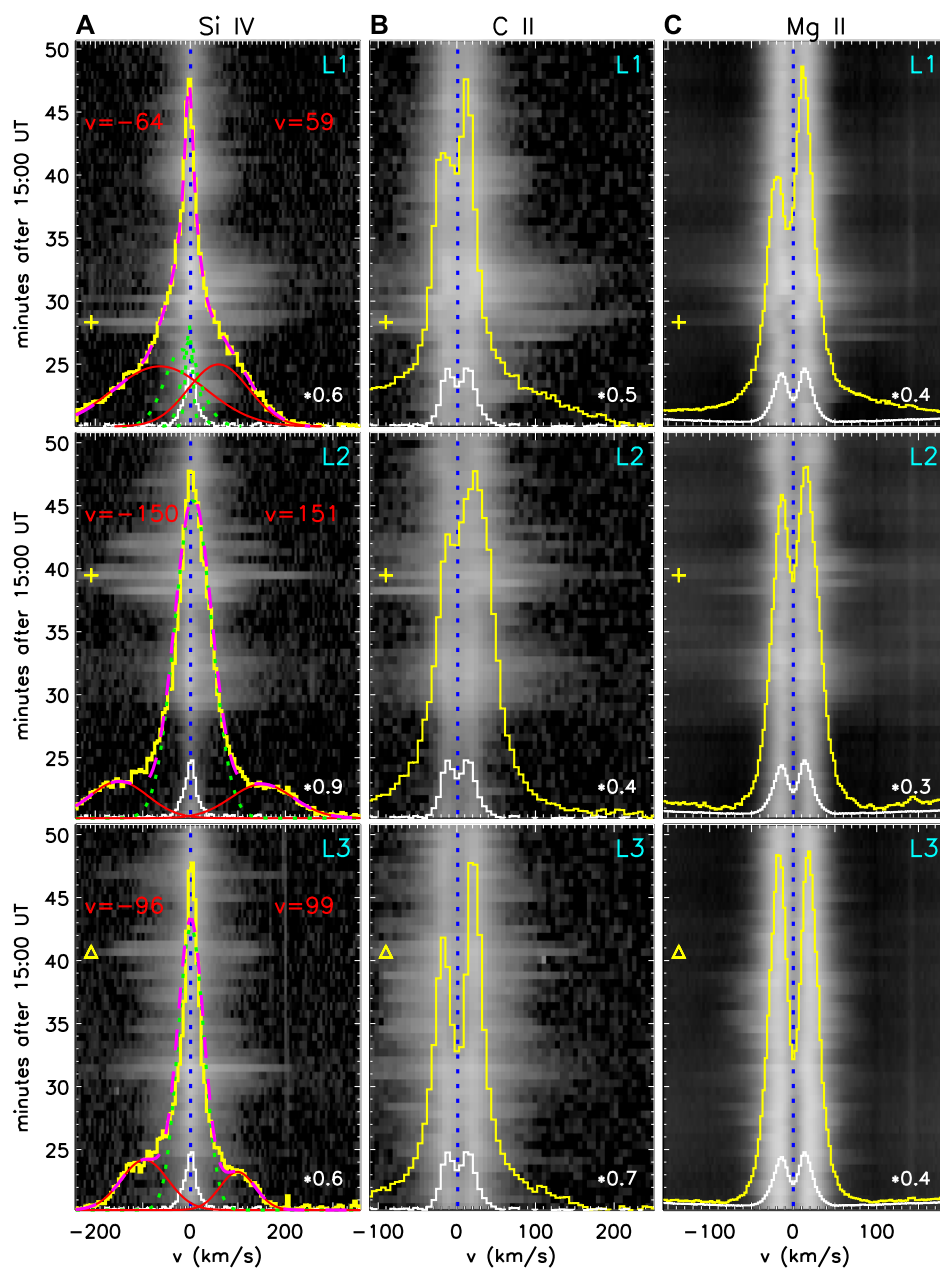 A Si IV B C II C Mg II
50 L1 L1 L1
45
v=−64 v=59
40
35
30
25
*0.6 *0.5 *0.4
minutes after 15:00 UT
50 L2 L2 L2
45
v=−150 v=151
40
35
30
25
*0.9 *0.4 *0.3
minutes after 15:00 UT
50 L3 L3 L3
45
v=−96 v=99
40
35
30
25
*0.6 *0.7 *0.4
minutes after 15:00 UT
−200 0 200 0 100 200 −100 0 100
v (km/s) v (km/s) v (km/s)